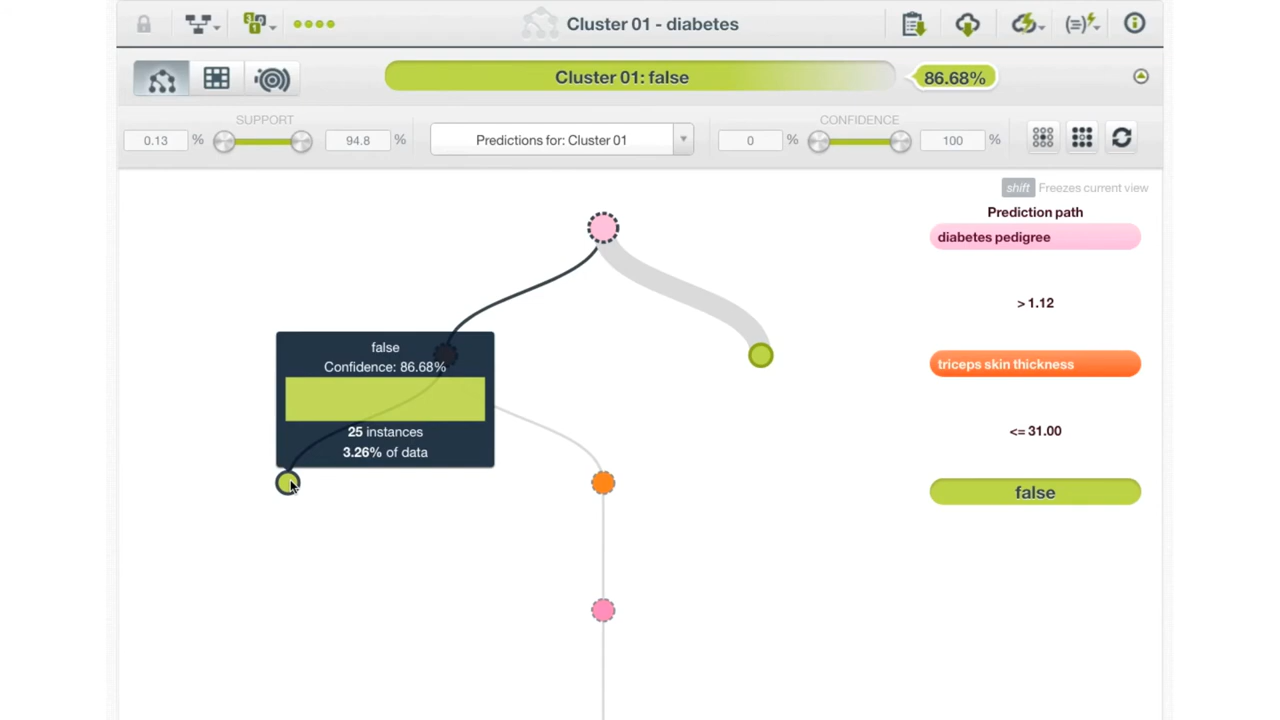 Cluster 01 - diabetes
Cluster 01: false
86.68%
SUPPORT
0.13 %
94.8 %
Predictions for: Cluster 01
CONFIDENCE
0 %
100 %
shift Freezes current view
Prediction path
diabetes pedigree
> 1.12
triceps skin thickness
<= 31.00
false
false
Confidence: 86.68%
25 instances
3.26% of data